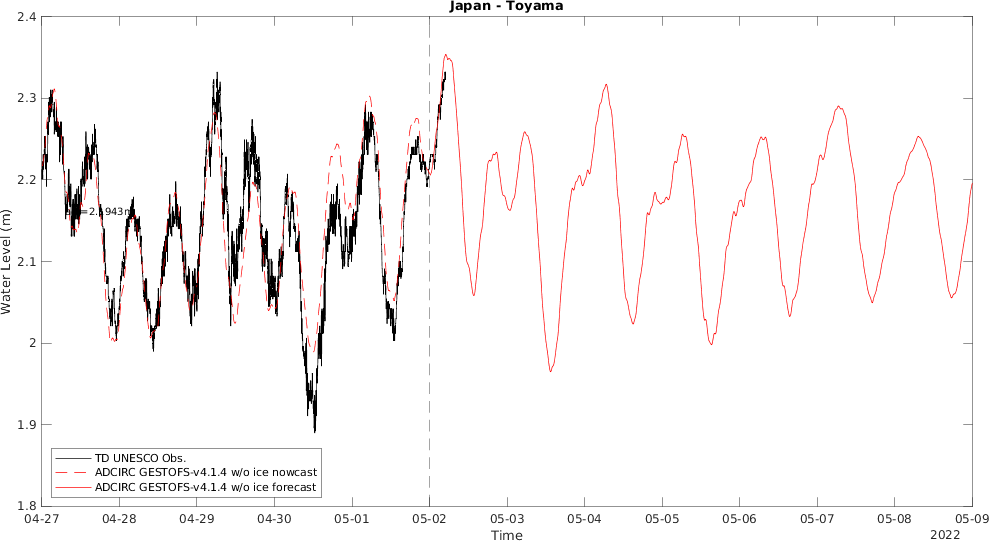 Japan - Toyama
2.4
2.3
2.2
2.1
2
1.9
1.8
Water Level (m)
TD UNESCO Obs.
ADCIRC GESTOFS-v4.1.4 w/o ice nowcast
ADCIRC GESTOFS-v4.1.4 w/o ice forecast
04-27 04-28 04-29 04-30 05-01 05-02 05-03 05-04 05-05 05-06 05-07 05-08 05-09
Time
2022